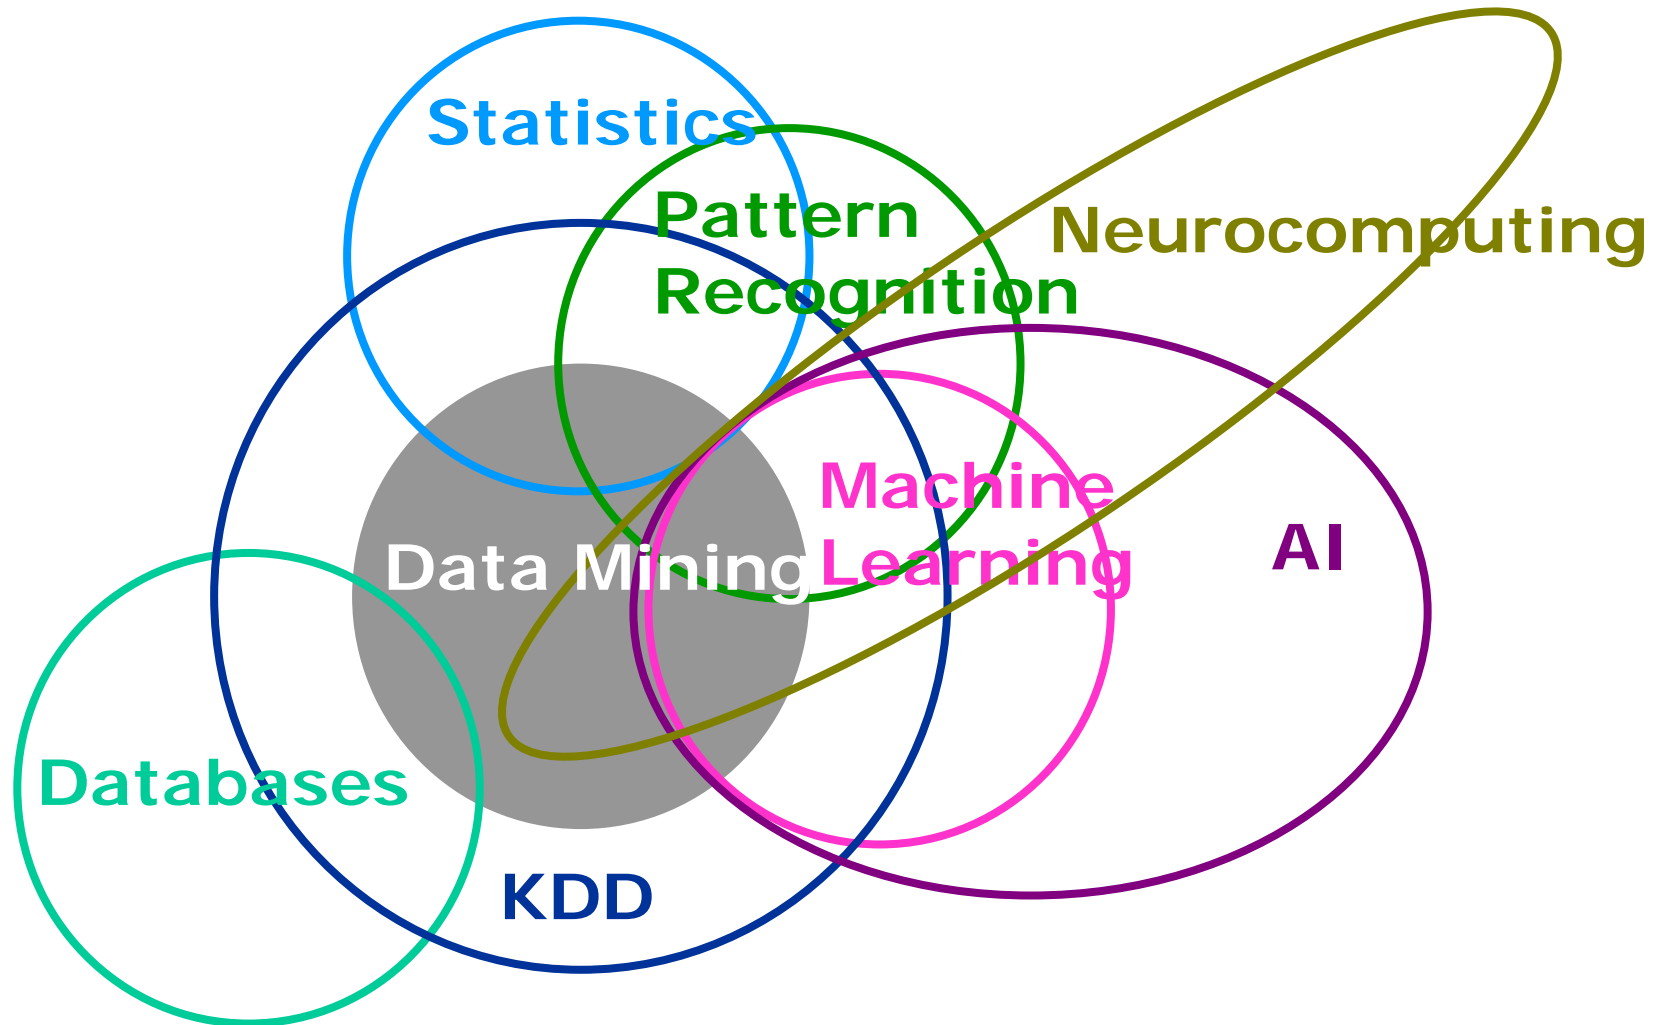 Statistics
Pattern
Recognition
Neurocomputing
Machine
Learning
Data Mining
AI
Databases
KDD